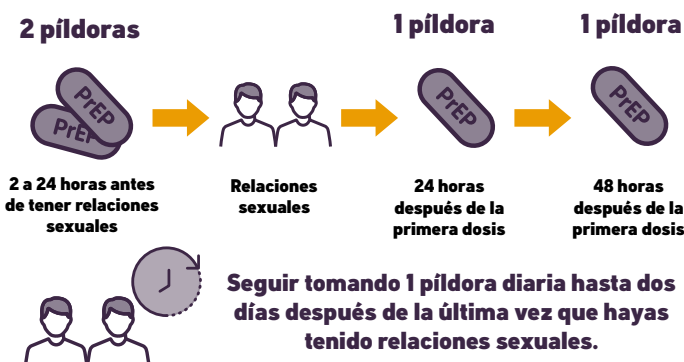 2 píldoras
1 píldora
1 píldora
PrEP
PrEP
PrEP
PrEP
2 a 24 horas antes
de tener relaciones
sexuales
Relaciones
sexuales
24 horas
después de la
primera dosis
48 horas
después de la
primera dosis
Seguir tomando 1 píldora diaria hasta dos
días después de la última vez que hayas
tenido relaciones sexuales.